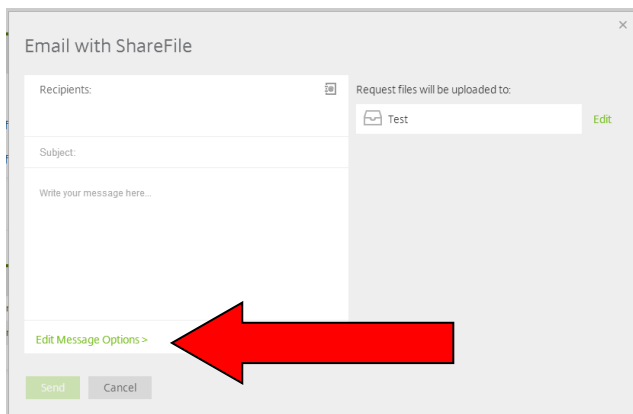 Email with ShareFile
Recipients:
Subject:
Write your message here...
Edit Message Options >
Send Cancel
Request files will be uploaded to:
Test Edit